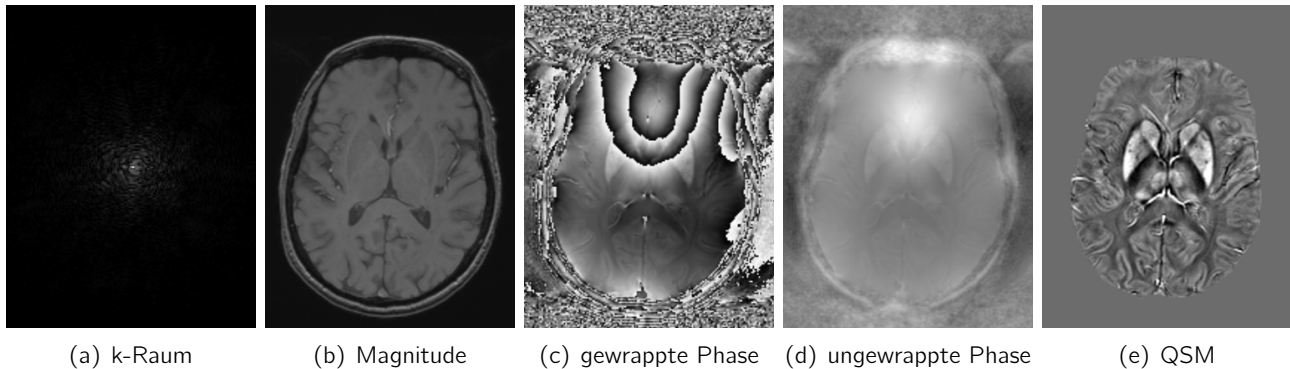 (a) k-Raum
(b) Magnitude
(c) gewrappte Phase
(d) ungewrappte Phase
(e) QSM